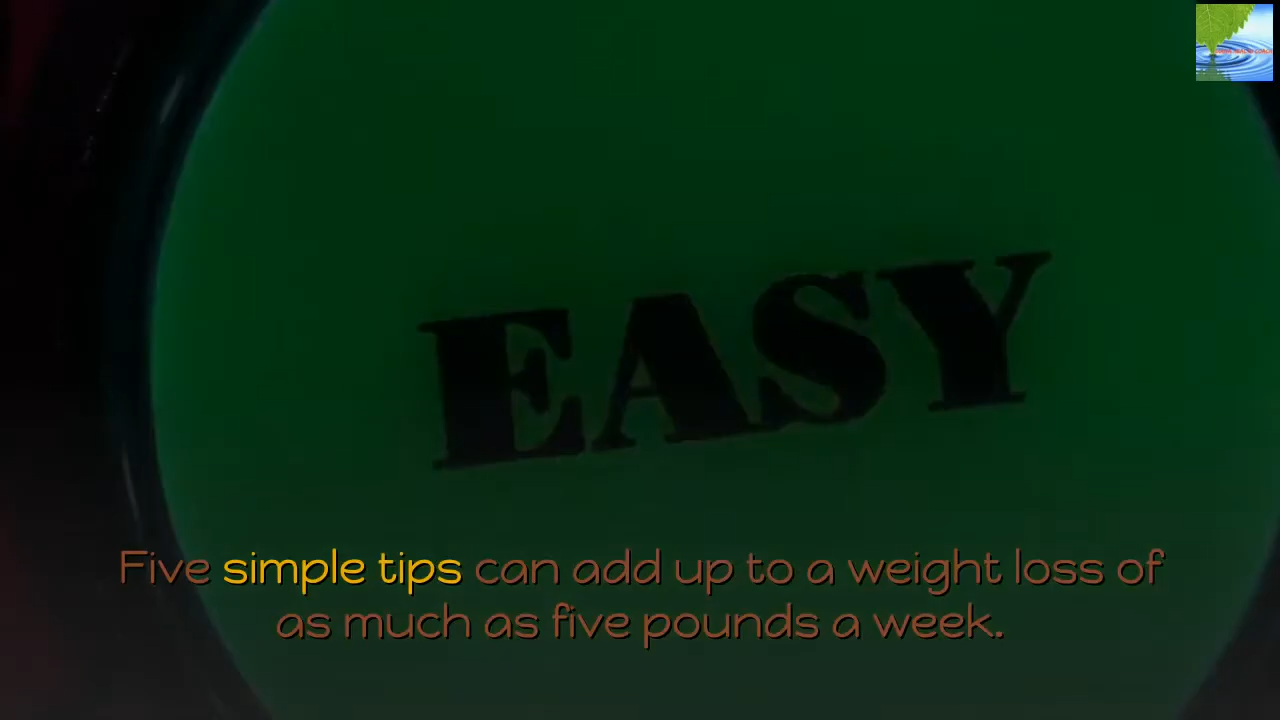 EASY
Five simple tips can add up to a weight loss of
as much as five pounds a week.